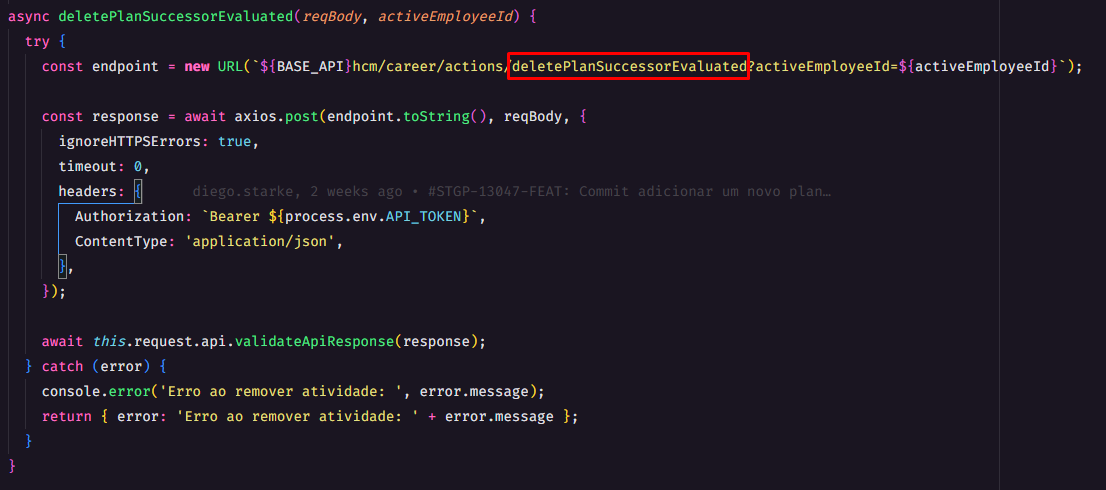 async deletePlanSuccessorEvaluated(reqBody, activeEmployeeId) {
try {
const endpoint = new URL(`${BASE_API}hcm/career/actions/deletePlanSuccessorEvaluated?activeEmployeeId=${activeEmployeeId}`);
const response = await axios.post(endpoint.toString(), reqBody, {
ignoreHTTPSErrors: true,
timeout: 0,
headers: { diego.starke, 2 weeks ago • #STGP-13047-FEAT: Commit adicionar um novo plan…
Authorization: `Bearer ${process.env.API_TOKEN}`,
ContentType: 'application/json',
},
});
await this.request.api.validateApiResponse(response);
} catch (error) {
console.error('Erro ao remover atividade: ', error.message);
return { error: 'Erro ao remover atividade: ' + error.message };
}
}